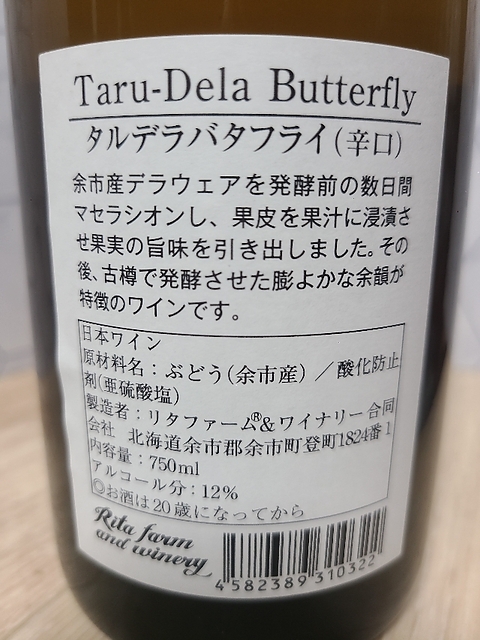 Taru-Dela Butterfly
タルデラバタフライ(辛口)
余市産デラウェアを発酵前の数日間
マセラシオンし、果皮を果汁に浸漬さ
せ果実の旨味を引き出しました。その
後、古樽で発酵させた膨よかな余韻が
特徴のワインです。
日本ワイン
原材料名：ぶどう(余市産)／酸化防止
剤(亜硫酸塩)
製造者：リタファーム®&ワイナリー合同
会社 北海道余市郡余市町登町1824番1
内容量：750ml
アルコール分：12%
◎お酒は20歳になってから
Rita farm
and winery
4582389310322